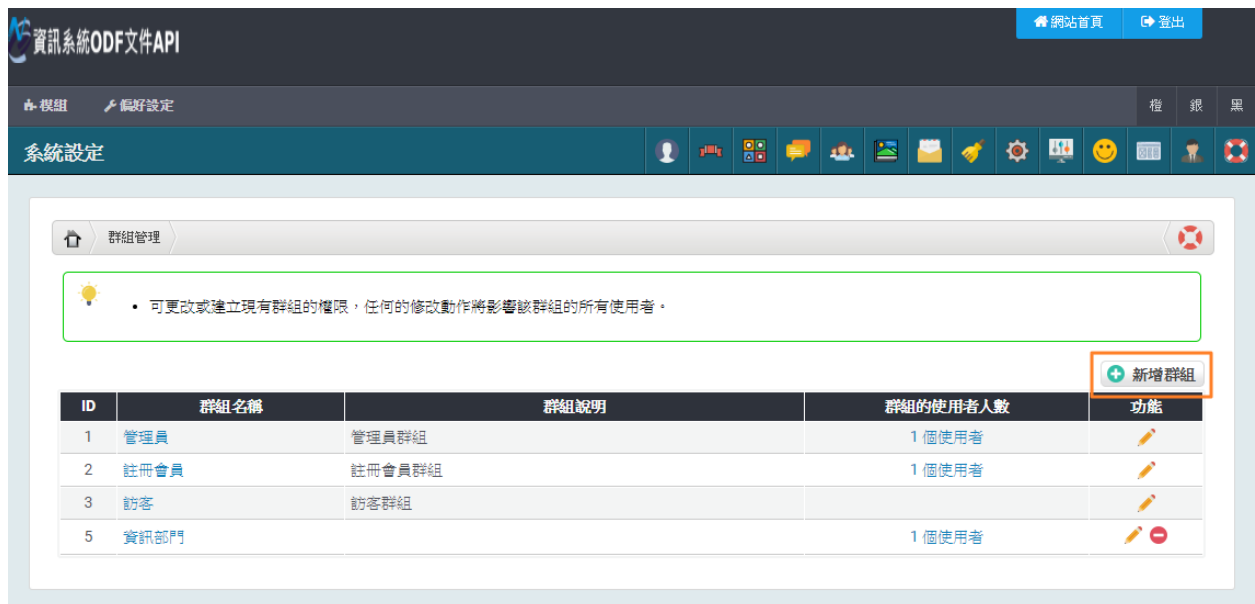 資訊系統ODF文件API
網站首頁 登出
模組 偏好設定 橙 銀 黑
系統設定
群組管理
• 可更改或建立現有群組的權限,任何的修改動作將影響該群組的所有使用者。
新增群組
ID 群組名稱 群組說明 群組的使用者人數 功能
1 管理員 管理員群組 1 個使用者
2 註冊會員 註冊會員群組 1 個使用者
3 訪客 訪客群組
5 資訊部門 1 個使用者